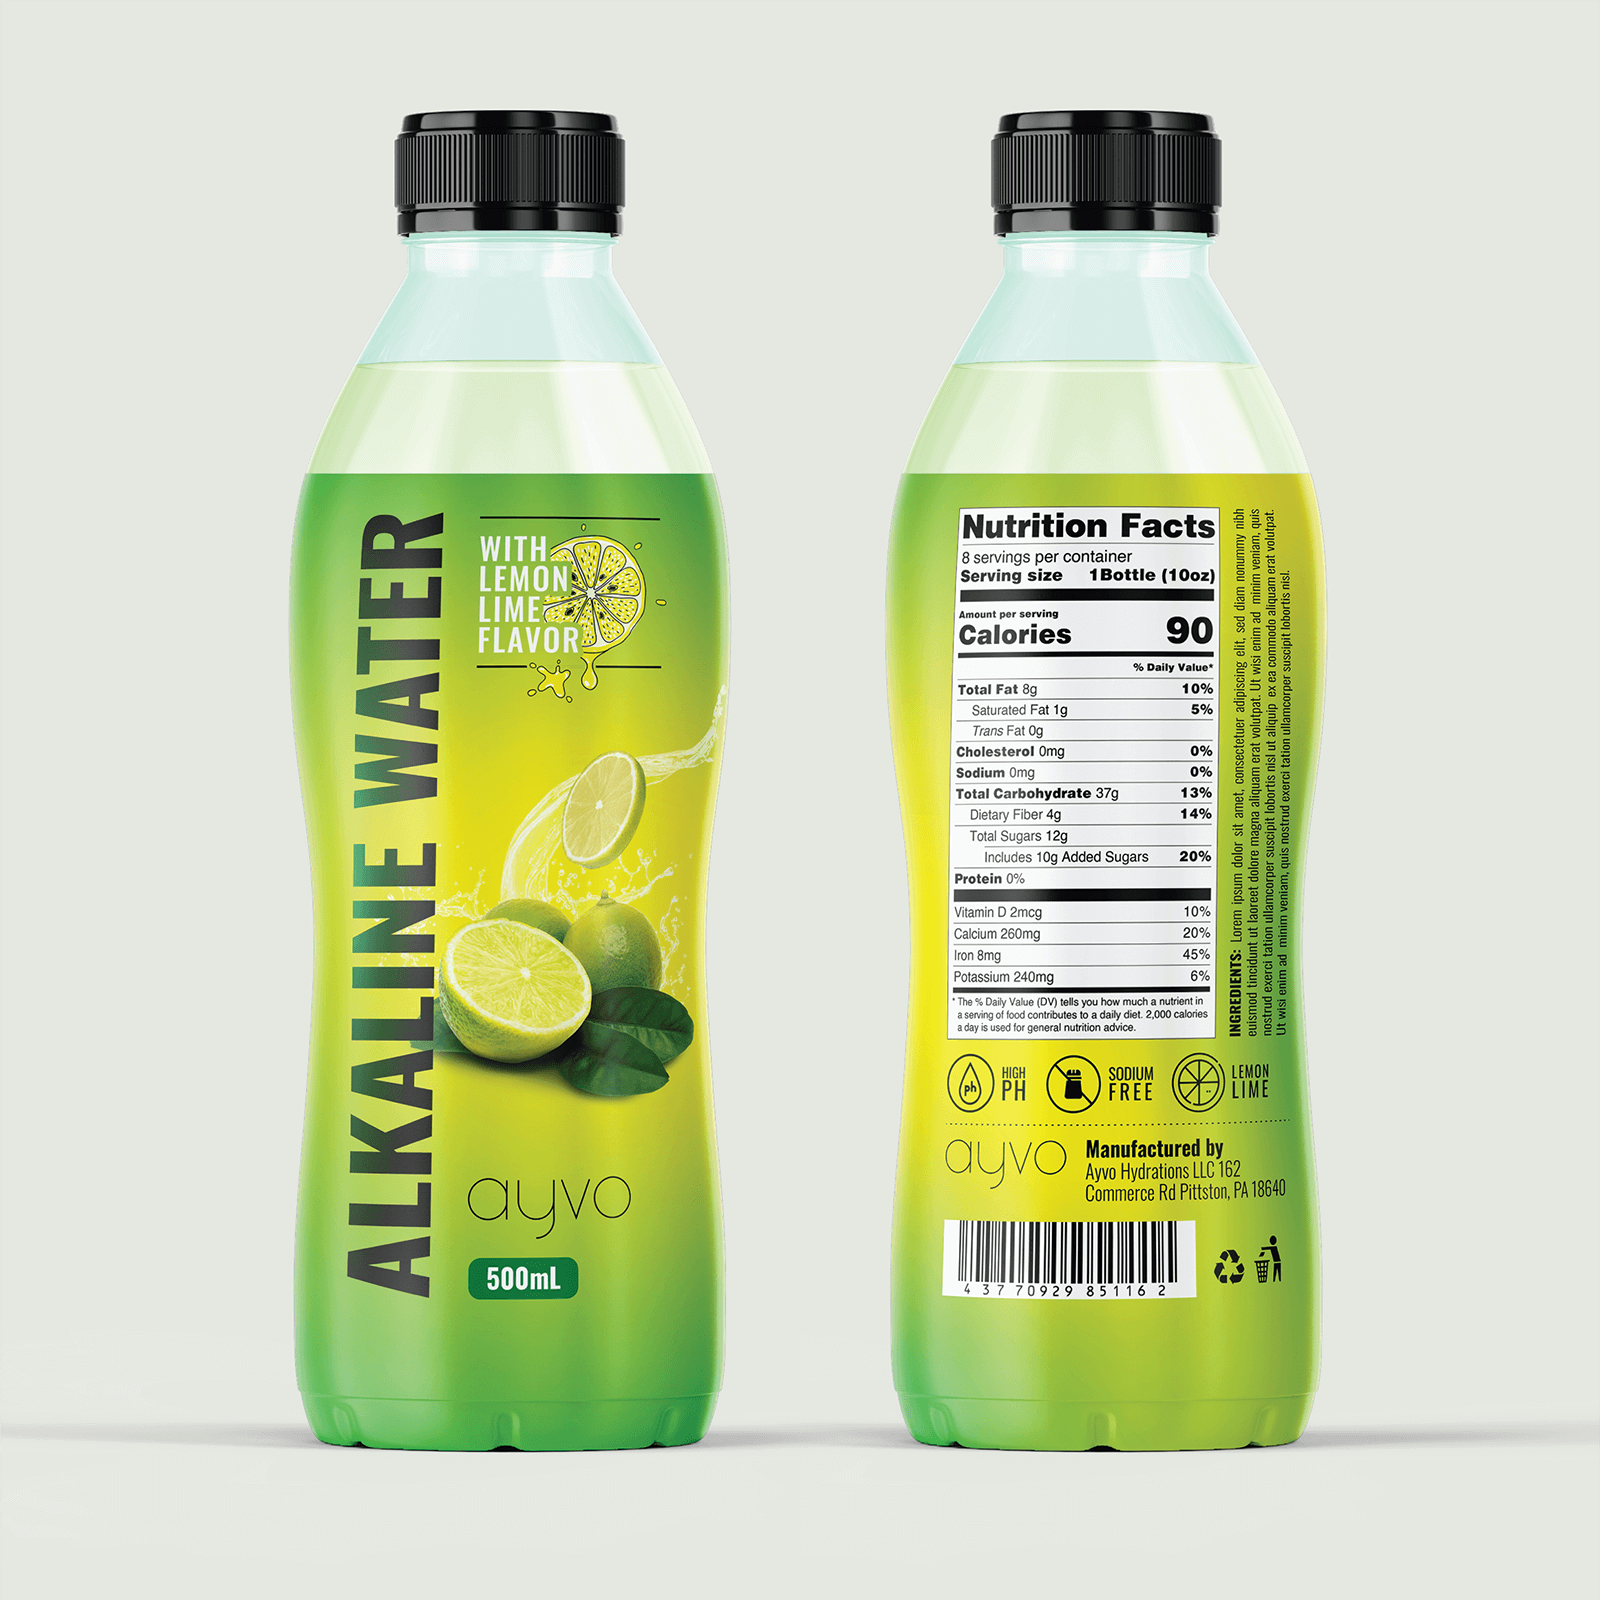 ALKALINE WATER
WITH
LEMON
LIME
FLAVOR
ayvo
500mL
Nutrition Facts
8 servings per container
Serving size 1Bottle (10oz)
Amount per serving
Calories 90
% Daily Value*
Total Fat 8g 10%
Saturated Fat 1g 5%
Trans Fat 0g
Cholesterol 0mg 0%
Sodium 0mg 0%
Total Carbohydrate 37g 13%
Dietary Fiber 4g 14%
Total Sugars 12g
Includes 10g Added Sugars 20%
Protein 0%
Vitamin D 2mcg 10%
Calcium 260mg 20%
Iron 8mg 45%
Potassium 240mg 6%
* The % Daily Value (DV) tells you how much a nutrient in
a serving of food contributes to a daily diet. 2,000 calories
a day is used for general nutrition advice.
INGREDIENTS: Lorem ipsum dolor sit amet, consectetuer adipiscing elit, sed diam nonummy nibh
euismod tincidunt ut laoreet dolore magna aliquam erat volutpat. Ut wisi enim ad minim veniam, quis
nostrud exerci tation ullamcorper suscipit lobortis nisl ut aliquip ex ea commodo aliquam erat volutpat.
Ut wisi enim ad minim veniam, quis nostrud exerci tation ullamcorper suscipit lobortis nisl.
ph
HIGH
PH
SODIUM
FREE
LEMON
LIME
ayvo
Manufactured by
Ayvo Hydrations LLC 162
Commerce Rd Pittston, PA 18640
4 37 70929 85116 2